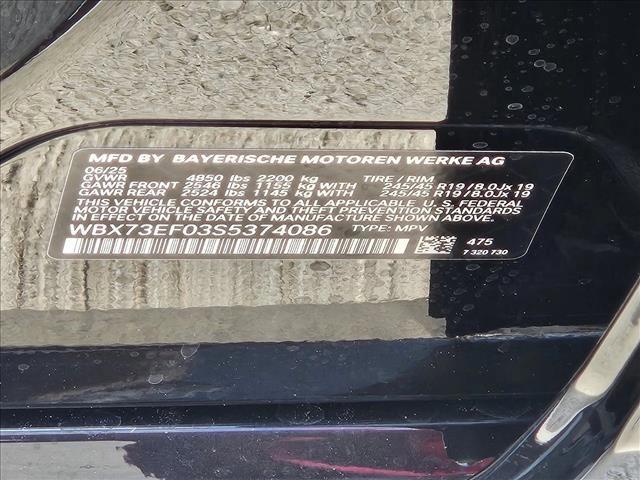 MFD BY BAYERISCHE MOTOREN WERKE AG
06/25
GVWR 4850 lbs 2200 kg TIRE / RIM
GAWR FRONT 2546 lbs 1155 kg WITH 245/45 R19 / 8.0Jx 19
GAWR REAR 2524 lbs 1145 kg WITH 245/45 R19 / 8.0Jx 19
THIS VEHICLE CONFORMS TO ALL APPLICABLE U. S. FEDERAL
MOTOR VEHICLE SAFETY, BUMPER, AND THEFT PREVENTION STANDARDS
IN EFFECT ON THE DATE OF MANUFACTURE SHOWN ABOVE.
WBX73EF03S5374086 TYPE: MPV
475
7 320 730